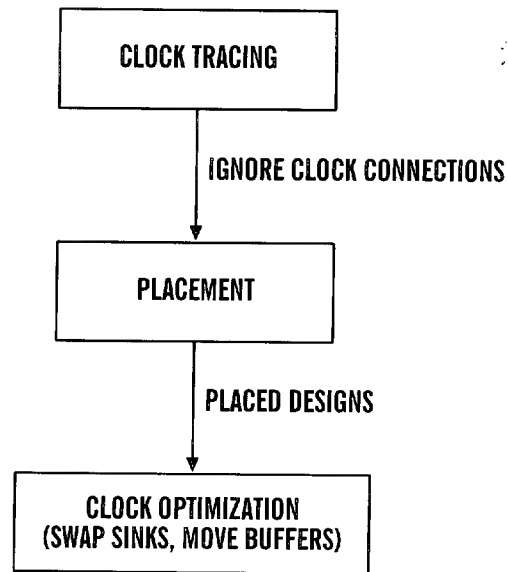 CLOCK TRACING
IGNORE CLOCK CONNECTIONS
PLACEMENT
PLACED DESIGNS
CLOCK OPTIMIZATION
(SWAP SINKS, MOVE BUFFERS)